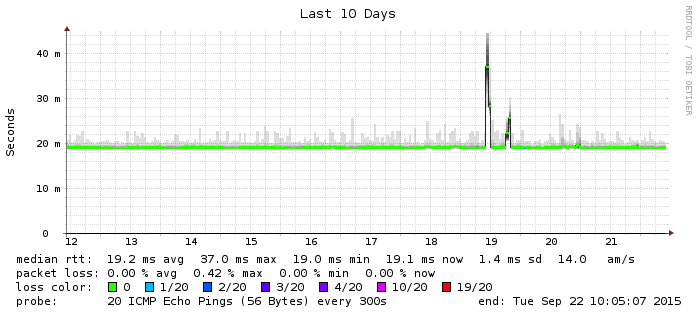 Last 10 Days
RRDTOOL / TOBI OETIKER
Seconds
40 m
30 m
20 m
10 m
0
12 13 14 15 16 17 18 19 20 21
median rtt: 19.2 ms avg 37.0 ms max 19.0 ms min 19.1 ms now 1.4 ms sd 14.0 am/s
packet loss: 0.00 % avg 0.42 % max 0.00 % min 0.00 % now
loss color: 0 1/20 2/20 3/20 4/20 10/20 19/20
probe: 20 ICMP Echo Pings (56 Bytes) every 300s end: Tue Sep 22 10:05:07 2015